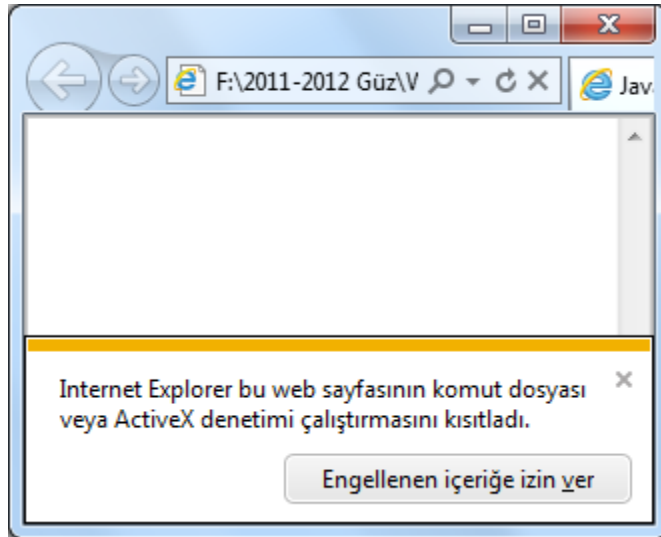 F:\2011-2012 Güz\V
Jav
Internet Explorer bu web sayfasının komut dosyası
veya ActiveX denetimi çalıştırmasını kısıtladı.
Engellenen içeriğe izin ver